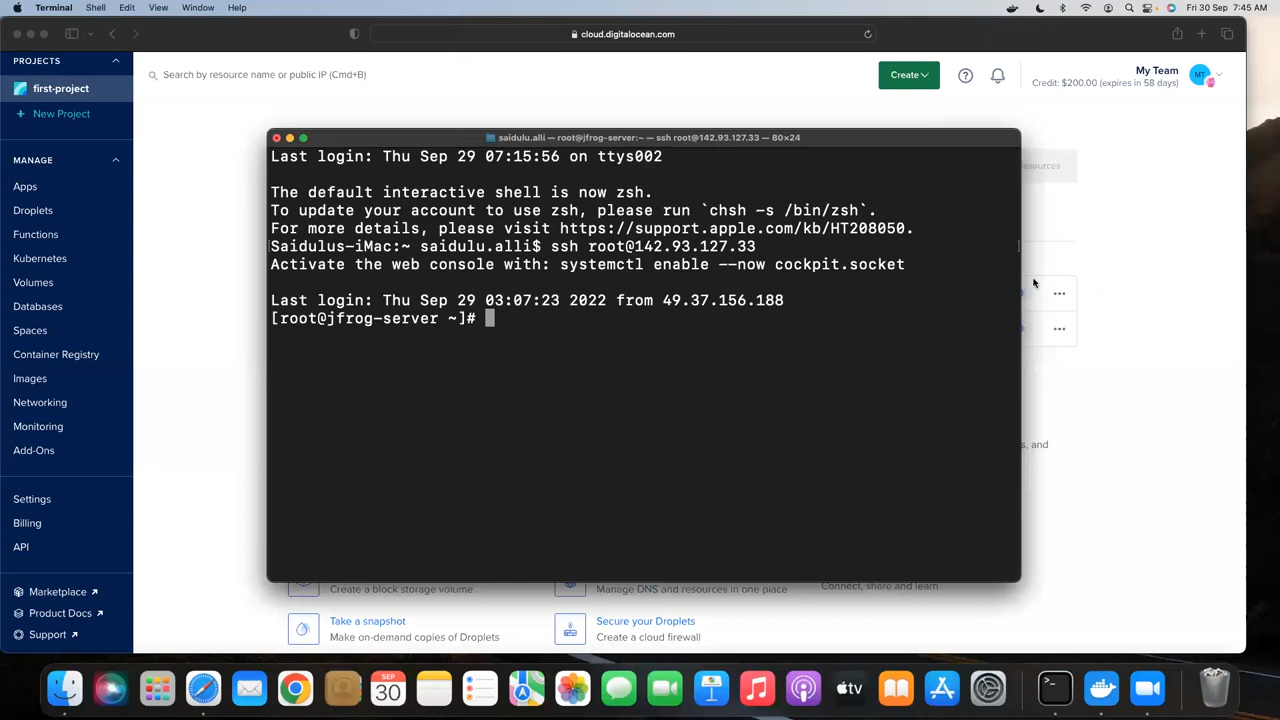 Terminal Shell Edit View Window Help
Fri 30 Sep 7:45 AM
cloud.digitalocean.com
PROJECTS
first-project
+ New Project
MANAGE
Apps
Droplets
Functions
Kubernetes
Volumes
Databases
Spaces
Container Registry
Images
Networking
Monitoring
Add-Ons
Settings
Billing
API
Marketplace
Product Docs
Support
Search by resource name or public IP (Cmd+B)
Create
My Team
Credit: $200.00 (expires in 58 days)
MT
saidulu.alli — root@jfrog-server:~ — ssh root@142.93.127.33 — 80×24
Last login: Thu Sep 29 07:15:56 on ttys002
The default interactive shell is now zsh.
To update your account to use zsh, please run `chsh -s /bin/zsh`.
For more details, please visit https://support.apple.com/kb/HT208050.
Saidulus-iMac:~ saidulu.alli$ ssh root@142.93.127.33
Activate the web console with: systemctl enable --now cockpit.socket
Last login: Thu Sep 29 03:07:23 2022 from 49.37.156.188
[root@jfrog-server ~]#
and
Create a block storage volume
Manage DNS and resources in one place
Connect, share and learn
Take a snapshot
Make on-demand copies of Droplets
Secure your Droplets
Create a cloud firewall
SEP
30
tv